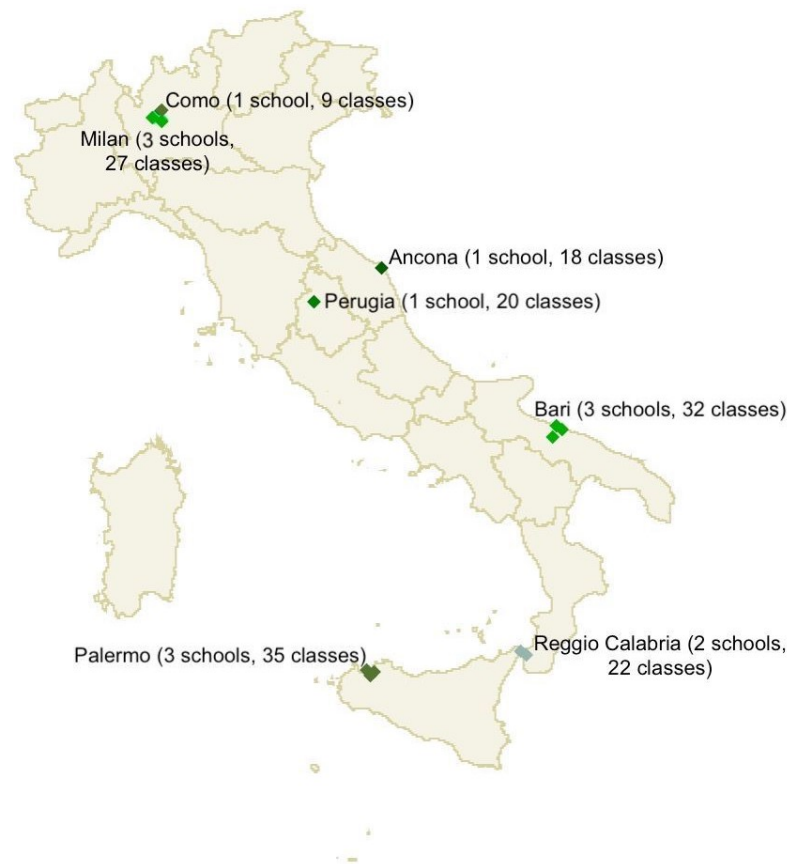 Como (1 school, 9 classes)
Milan (3 schools,
27 classes)
Ancona (1 school, 18 classes)
Perugia (1 school, 20 classes)
Bari (3 schools, 32 classes)
Reggio Calabria (2 schools,
22 classes)
Palermo (3 schools, 35 classes)